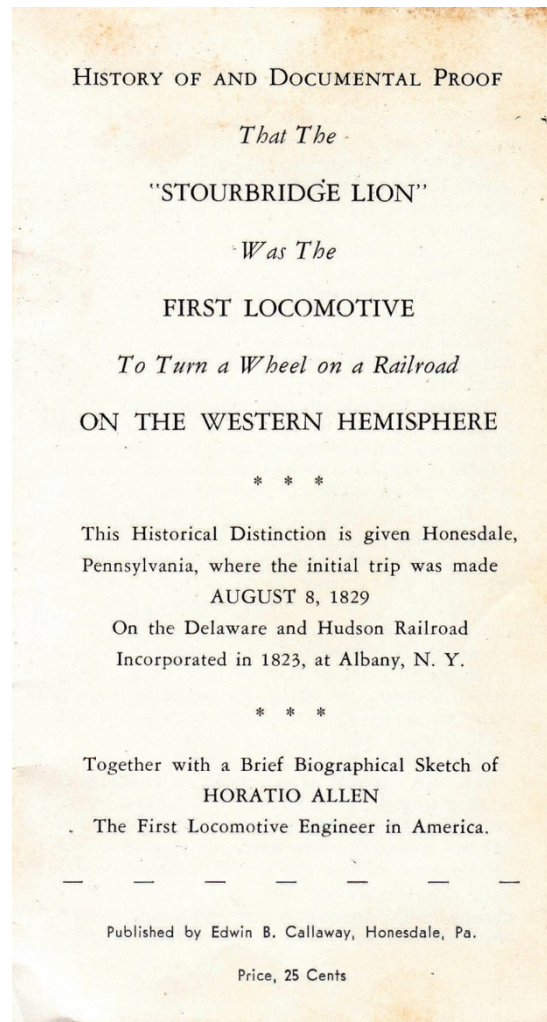 HISTORY OF AND DOCUMENTAL PROOF
That The
"STOURBRIDGE LION"
Was The
FIRST LOCOMOTIVE
To Turn a Wheel on a Railroad
ON THE WESTERN HEMISPHERE
* * *
This Historical Distinction is given Honesdale,
Pennsylvania, where the initial trip was made
AUGUST 8, 1829
On the Delaware and Hudson Railroad
Incorporated in 1823, at Albany, N. Y.
* * *
Together with a Brief Biographical Sketch of
HORATIO ALLEN
The First Locomotive Engineer in America.
— — — — — — —
Published by Edwin B. Callaway, Honesdale, Pa.
Price, 25 Cents